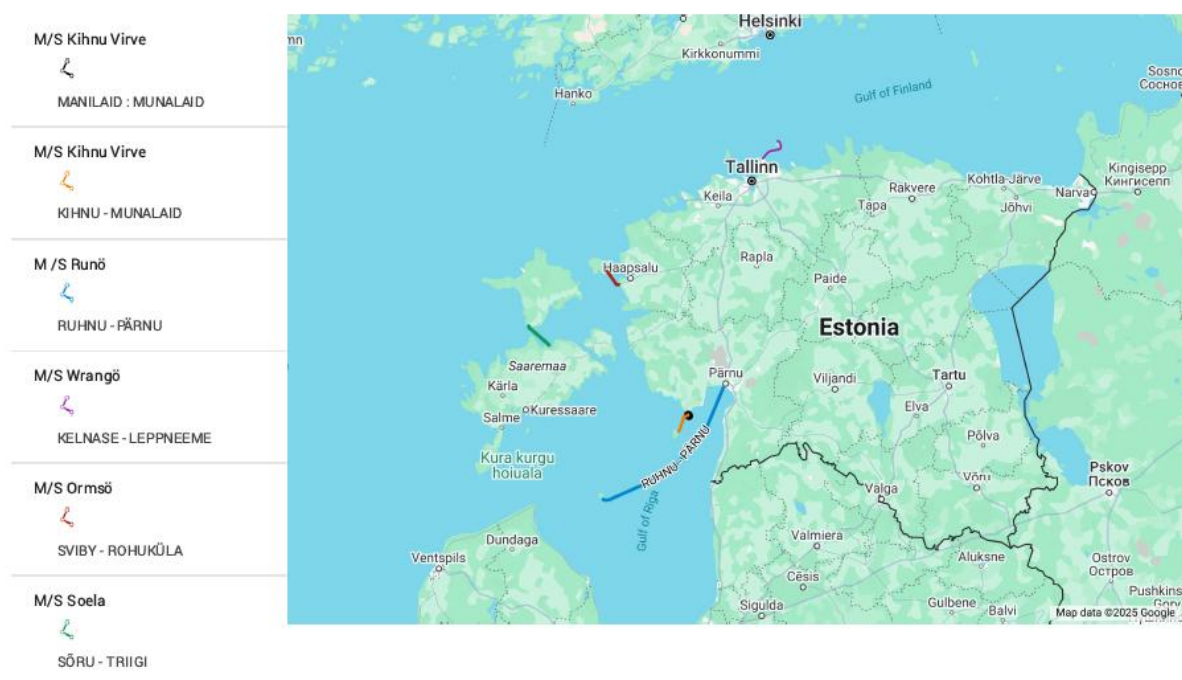 M/S Kihnu Virve
MANILAID : MUNALAID
M/S Kihnu Virve
KIHNU - MUNALAID
M /S Runö
RUHNU - PÄRNU
M/S Wrangö
KELNASE - LEPPNEEME
M/S Ormsö
SVIBY - ROHUKÜLA
M/S Soela
SÕRU - TRIIGI
Helsinki
Kirkkonummi
Hanko
Gulf of Finland
Tallinn
Keila
Rakvere
Tapa
Kohtla-Järve
Jõhvi
Narva
Kingisepp
Кингисепп
Haapsalu
Rapla
Paide
Estonia
Saaremaa
Kärla
Kuressaare
Salme
Kura kurgu
hoiuala
Pärnu
Viljandi
Tartu
Elva
Põlva
Võru
Valga
RUHNU - PÄRNU
Gulf of Riga
Pskov
Псков
Dundaga
Ventspils
Valmiera
Cēsis
Sigulda
Aluksne
Gulbene
Balvi
Ostrov
Остров
Pushkins
Map data ©2025 Google